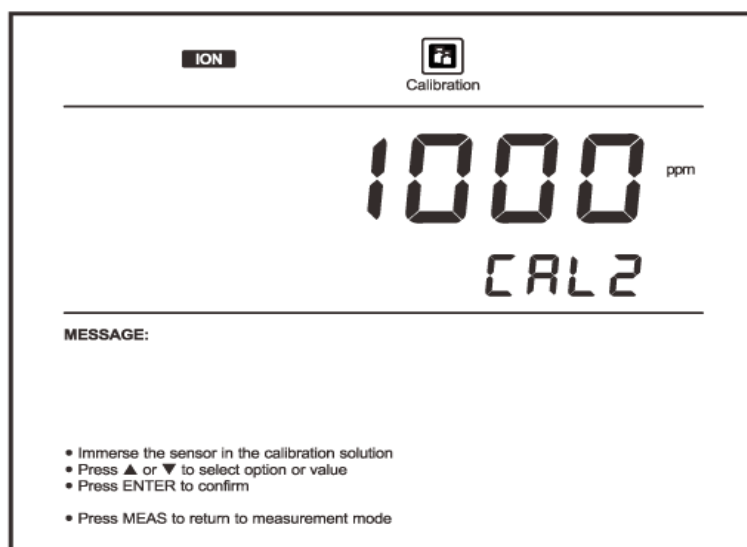 ION
Calibration
1000 ppm
CAL2
MESSAGE:
• Immerse the sensor in the calibration solution
• Press ▲ or ▼ to select option or value
• Press ENTER to confirm
• Press MEAS to return to measurement mode